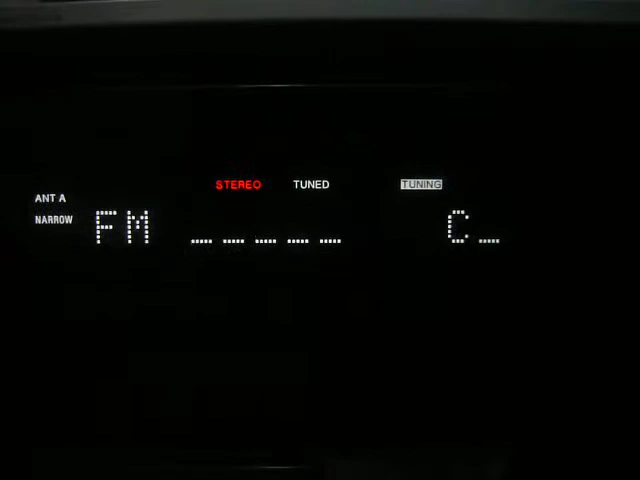 STEREO TUNED TUNING
ANT A
NARROW FM _ _ _ _ _ C_